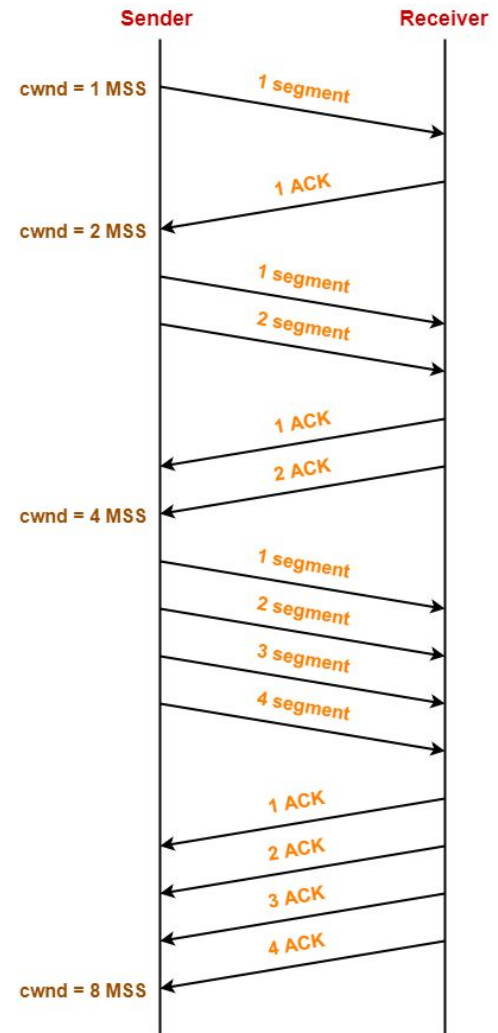 Sender Receiver
cwnd = 1 MSS
1 segment
1 ACK
cwnd = 2 MSS
1 segment
2 segment
1 ACK
2 ACK
cwnd = 4 MSS
1 segment
2 segment
3 segment
4 segment
1 ACK
2 ACK
3 ACK
4 ACK
cwnd = 8 MSS